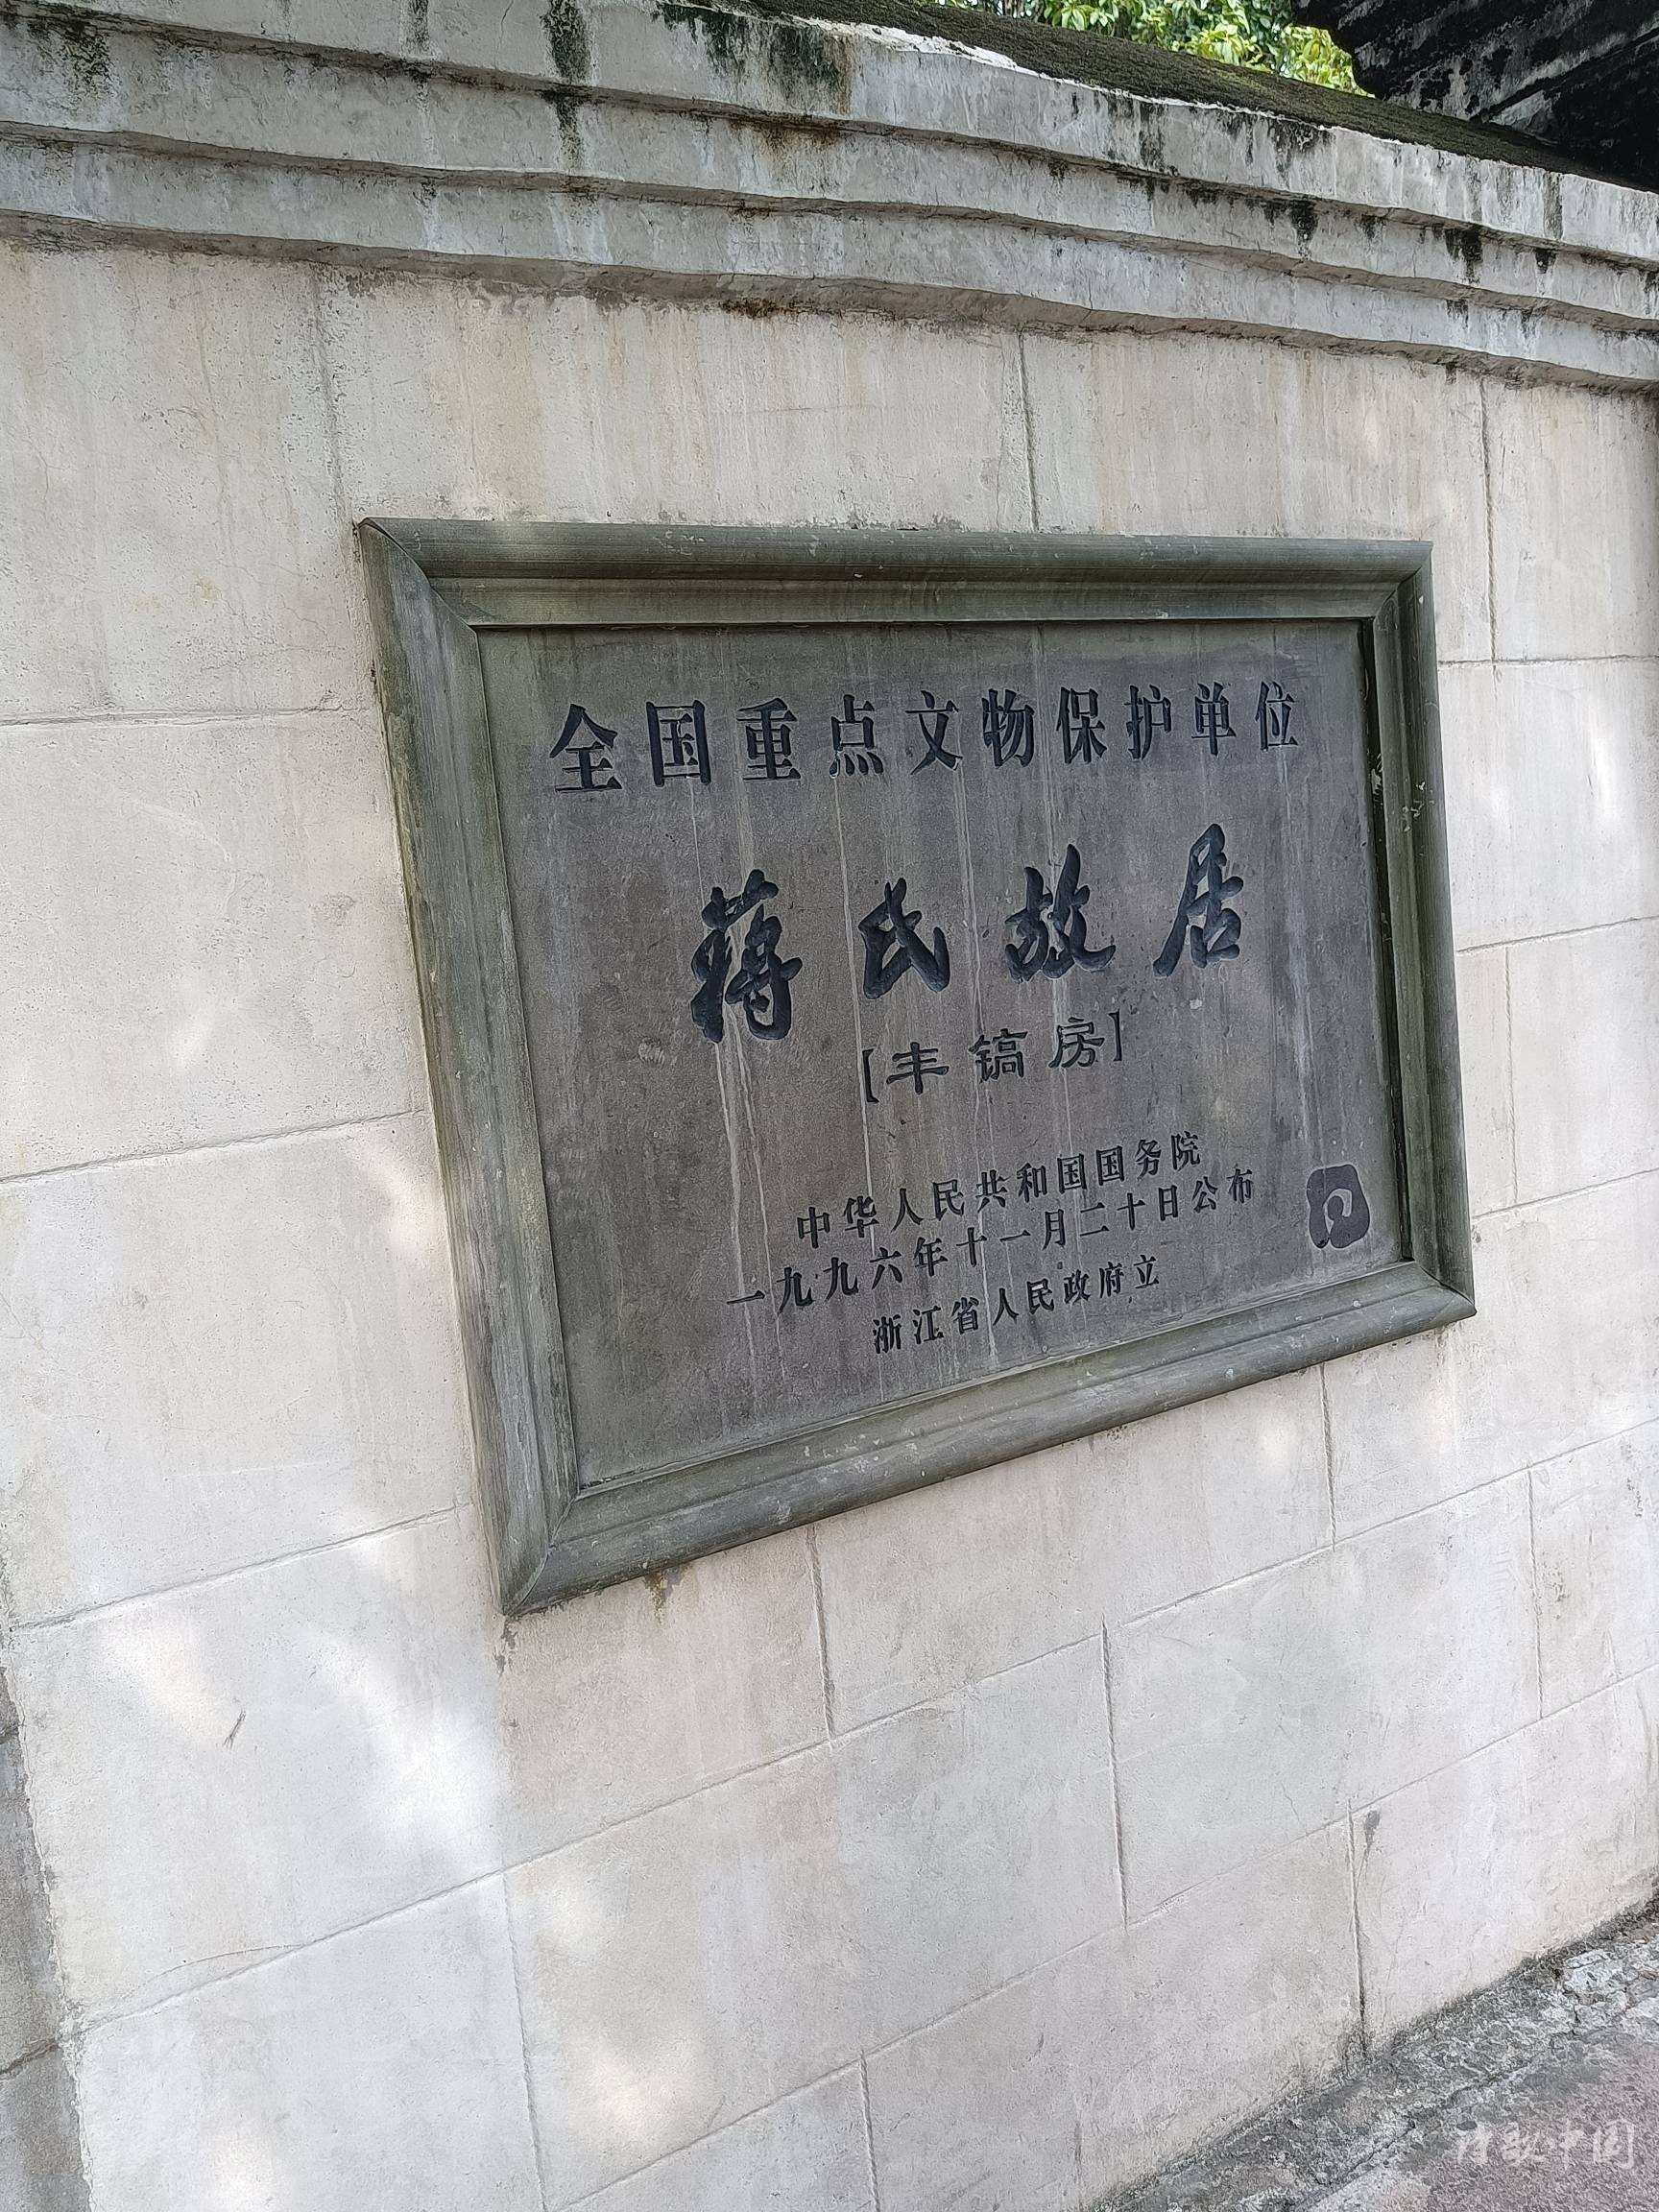 全国重点文物保护单位
蒋氏故居
[丰镐房]
中华人民共和国国务院
一九九六年十一月二十日公布
浙江省人民政府立